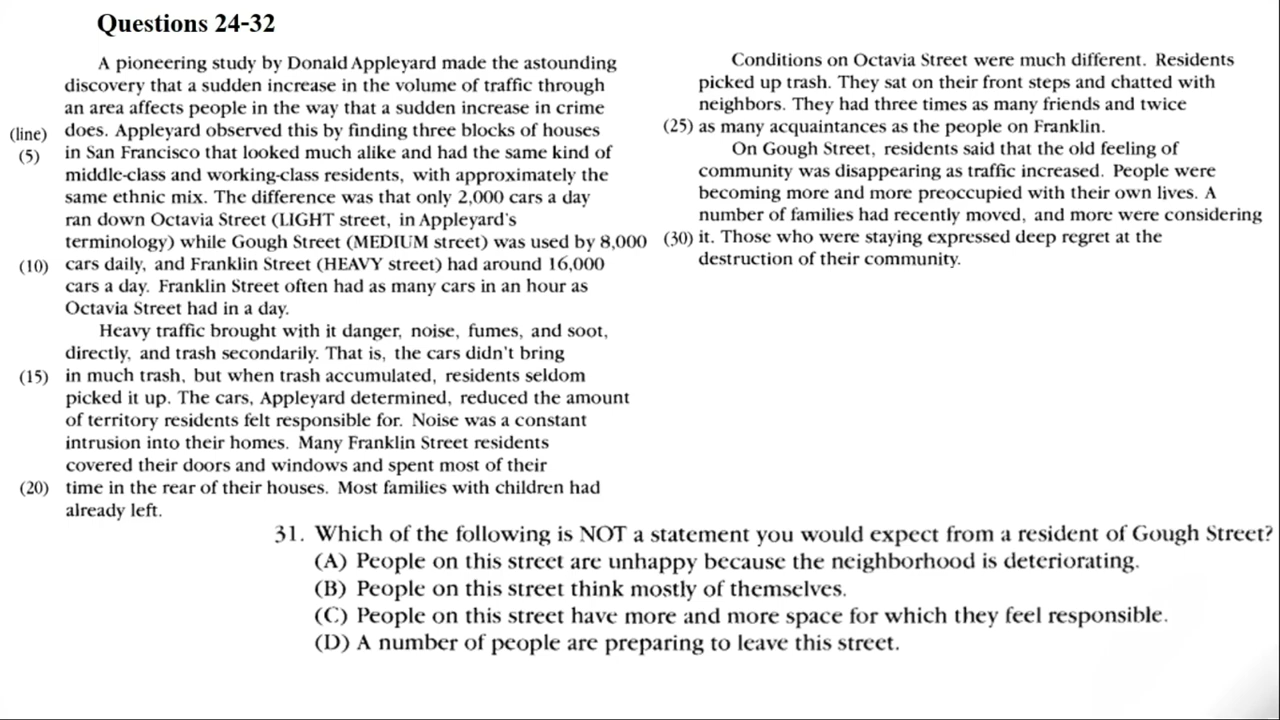 Questions 24-32
A pioneering study by Donald Appleyard made the astounding
discovery that a sudden increase in the volume of traffic through
an area affects people in the way that a sudden increase in crime
(line) does. Appleyard observed this by finding three blocks of houses
(5) in San Francisco that looked much alike and had the same kind of
middle-class and working-class residents, with approximately the
same ethnic mix. The difference was that only 2,000 cars a day
ran down Octavia Street (LIGHT street, in Appleyard's
terminology) while Gough Street (MEDIUM street) was used by 8,000
(10) cars daily, and Franklin Street (HEAVY street) had around 16,000
cars a day. Franklin Street often had as many cars in an hour as
Octavia Street had in a day.
Heavy traffic brought with it danger, noise, fumes, and soot,
directly, and trash secondarily. That is, the cars didn't bring
(15) in much trash, but when trash accumulated, residents seldom
picked it up. The cars, Appleyard determined, reduced the amount
of territory residents felt responsible for. Noise was a constant
intrusion into their homes. Many Franklin Street residents
covered their doors and windows and spent most of their
(20) time in the rear of their houses. Most families with children had
already left.
Conditions on Octavia Street were much different. Residents
picked up trash. They sat on their front steps and chatted with
neighbors. They had three times as many friends and twice
(25) as many acquaintances as the people on Franklin.
On Gough Street, residents said that the old feeling of
community was disappearing as traffic increased. People were
becoming more and more preoccupied with their own lives. A
number of families had recently moved, and more were considering
(30) it. Those who were staying expressed deep regret at the
destruction of their community.
31. Which of the following is NOT a statement you would expect from a resident of Gough Street?
(A) People on this street are unhappy because the neighborhood is deteriorating.
(B) People on this street think mostly of themselves.
(C) People on this street have more and more space for which they feel responsible.
(D) A number of people are preparing to leave this street.